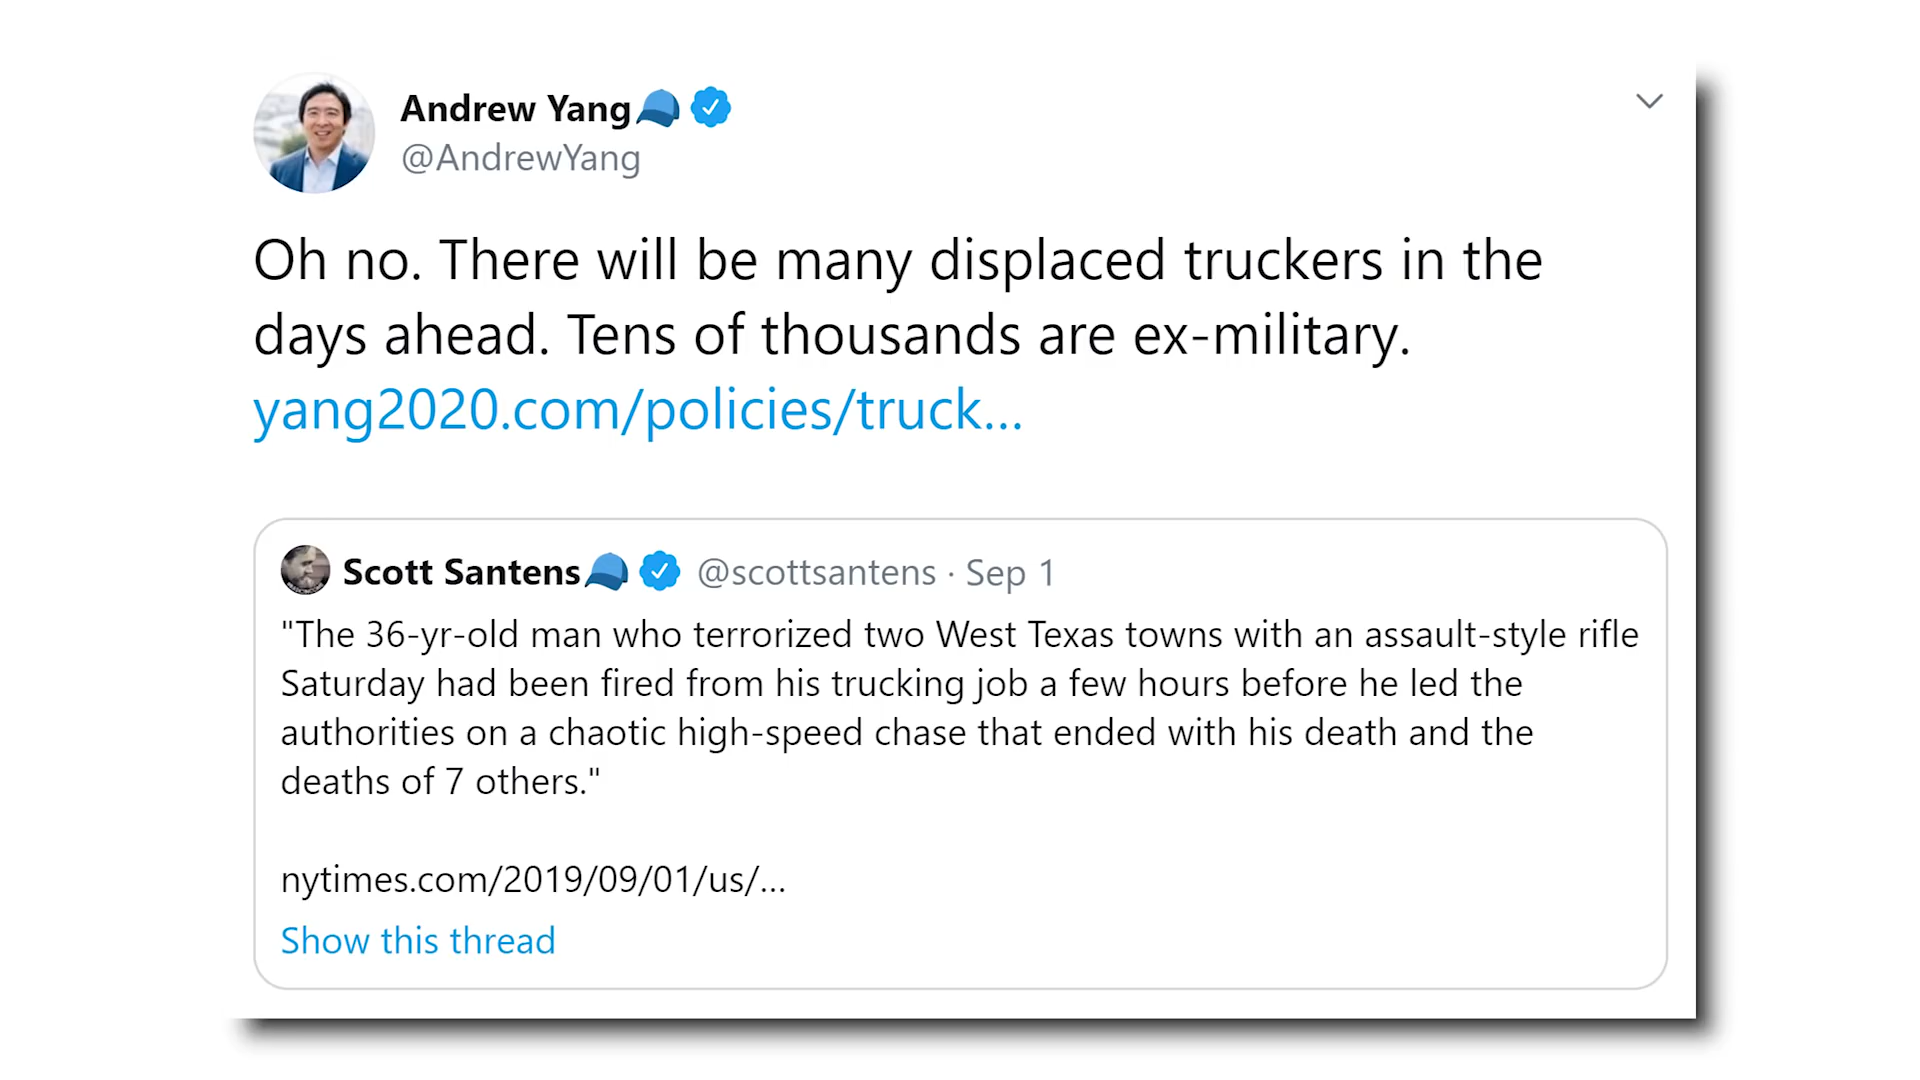 Andrew Yang
@AndrewYang
Oh no. There will be many displaced truckers in the
days ahead. Tens of thousands are ex-military.
yang2020.com/policies/truck...
Scott Santens @scottsantens · Sep 1
"The 36-yr-old man who terrorized two West Texas towns with an assault-style rifle
Saturday had been fired from his trucking job a few hours before he led the
authorities on a chaotic high-speed chase that ended with his death and the
deaths of 7 others."
nytimes.com/2019/09/01/us/...
Show this thread